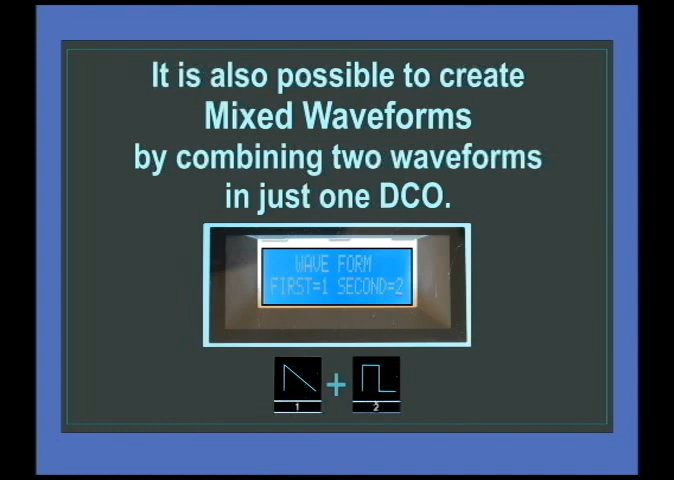 It is also possible to create
Mixed Waveforms
by combining two waveforms
in just one DCO.
WAVE FORM
FIRST=1 SECOND=2
+
1 2